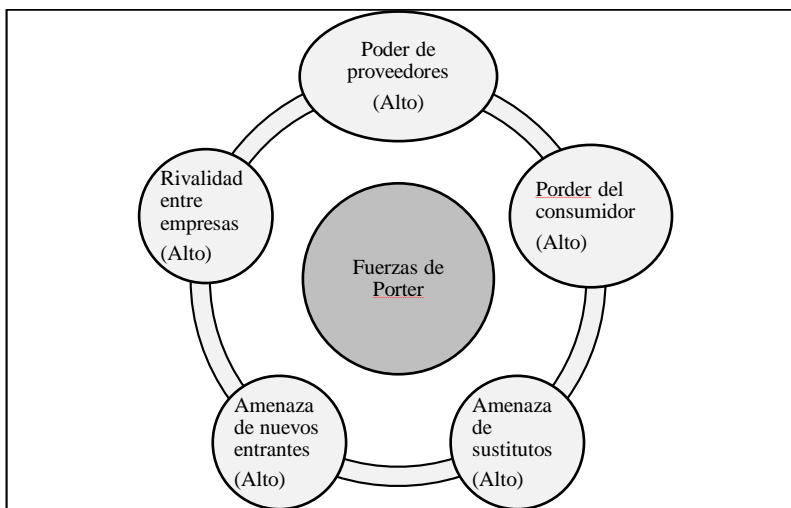 Poder de
proveedores
(Alto)
Porder del
consumidor
(Alto)
Amenaza
de
sustitutos
(Alto)
Amenaza
de nuevos
entrantes
(Alto)
Rivalidad
entre
empresas
(Alto)
Fuerzas de
Porter